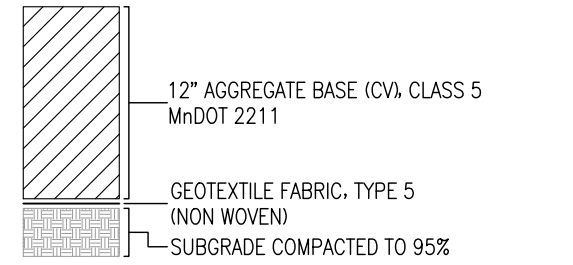 12" AGGREGATE BASE (CV), CLASS 5
MnDOT 2211
GEOTEXTILE FABRIC, TYPE 5
(NON WOVEN)
SUBGRADE COMPACTED TO 95%